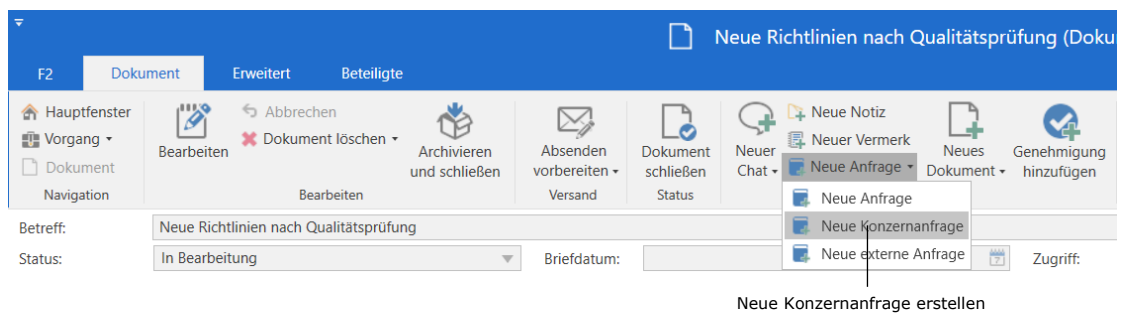 Neue Richtlinien nach Qualitätsprüfung (Doku
F2 Dokument Erweitert Beteiligte
Hauptfenster
Vorgang
Dokument
Navigation
Bearbeiten
Abbrechen
Dokument löschen
Archivieren
und schließen
Bearbeiten
Absenden
vorbereiten
Versand
Dokument
schließen
Status
Neuer
Chat
Neue Notiz
Neuer Vermerk
Neue Anfrage
Neues
Dokument
Genehmigung
hinzufügen
Neue Anfrage
Neue Konzernanfrage
Neue externe Anfrage
Betreff: Neue Richtlinien nach Qualitätsprüfung
Status: In Bearbeitung Briefdatum: 7 Zugriff:
Neue Konzernanfrage erstellen